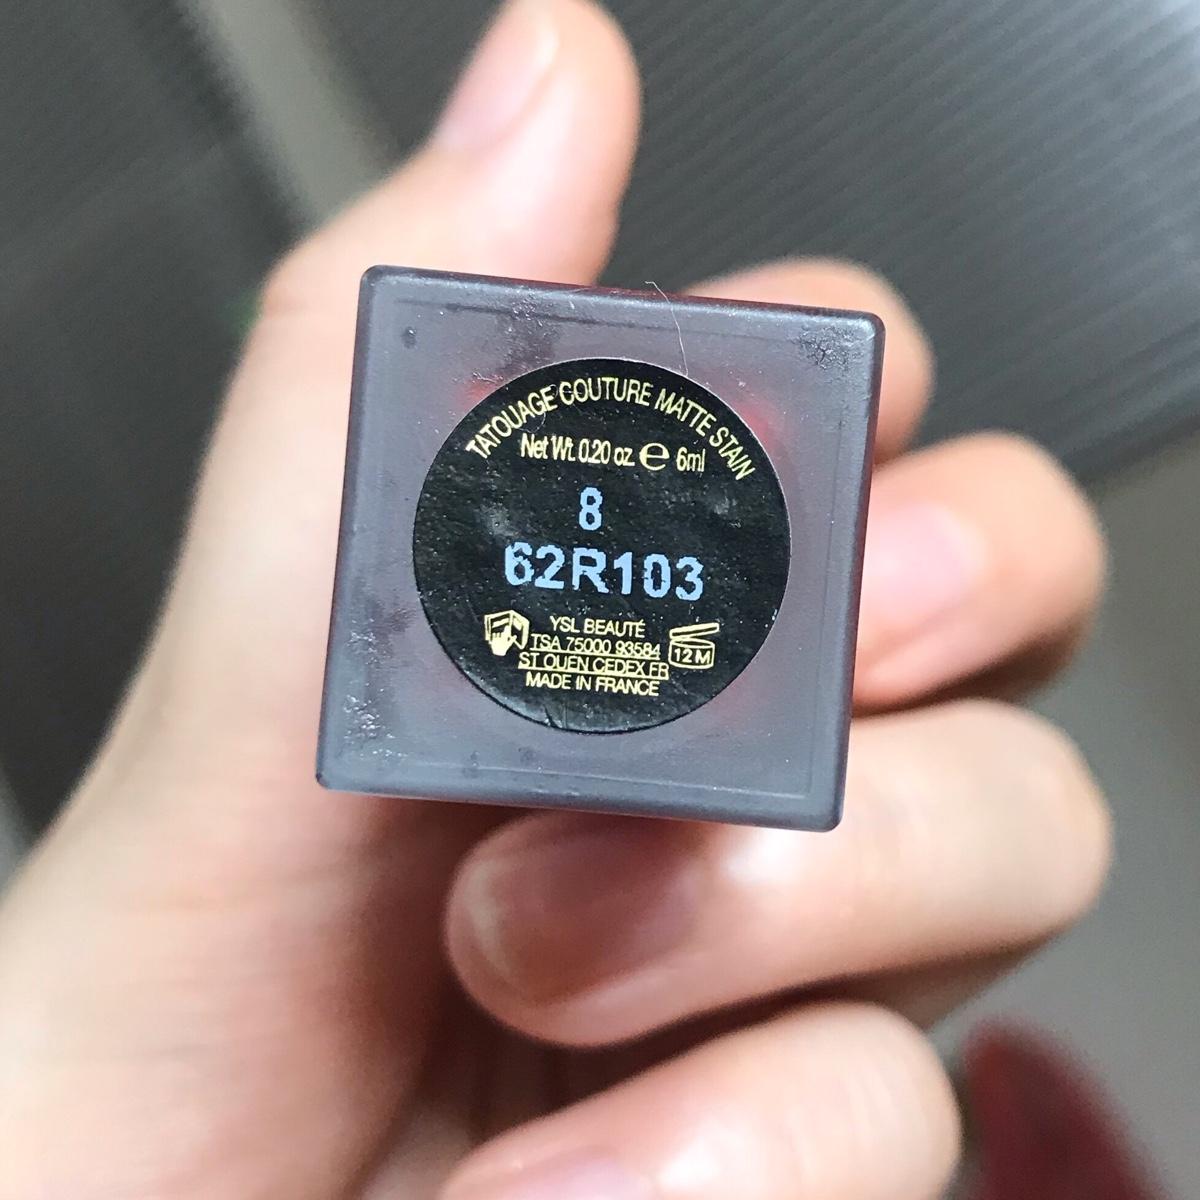 TATOUAGE COUTURE MATTE STAIN
Net Wt. 0.20 oz. ℮ 6ml
8
62R103
YSL BEAUTÉ
TSA 75000 93584
ST OUEN CEDEX FR
MADE IN FRANCE
12 M